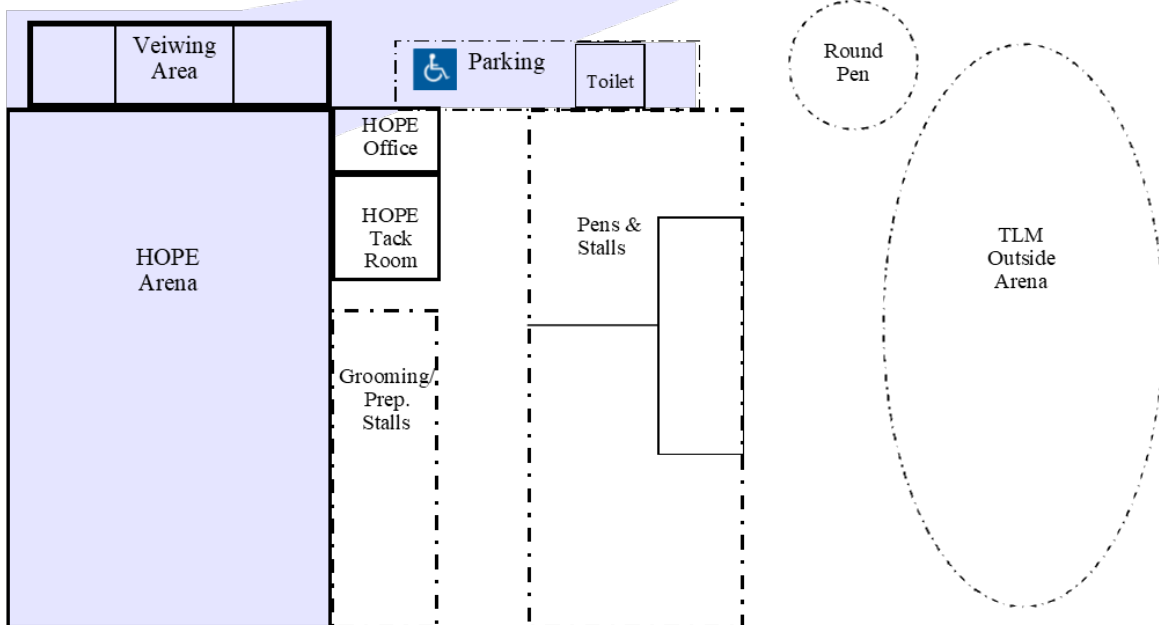 Veiwing
Area
Parking
Toilet
Round
Pen
HOPE
Office
HOPE
Tack
Room
Pens &
Stalls
HOPE
Arena
TLM
Outside
Arena
Grooming/
Prep.
Stalls